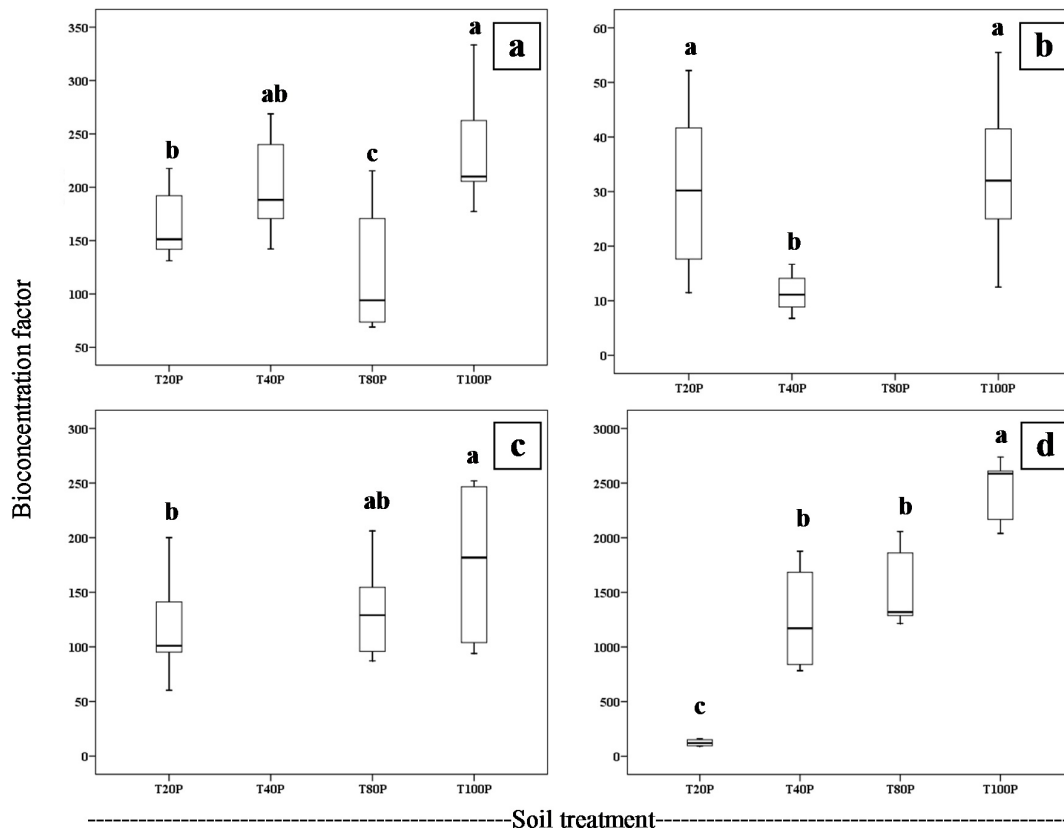 a
350
300
250
200
150
100
50
b
ab
c
a
T20P T40P T80P T100P
b
60
50
40
30
20
10
0
a
b
a
T20P T40P T80P T100P
c
300
250
200
150
100
50
0
b
ab
a
T20P T40P T80P T100P
d
3000
2500
2000
1500
1000
500
0
c
b
b
a
T20P T40P T80P T100P
Bioconcentration factor
Soil treatment